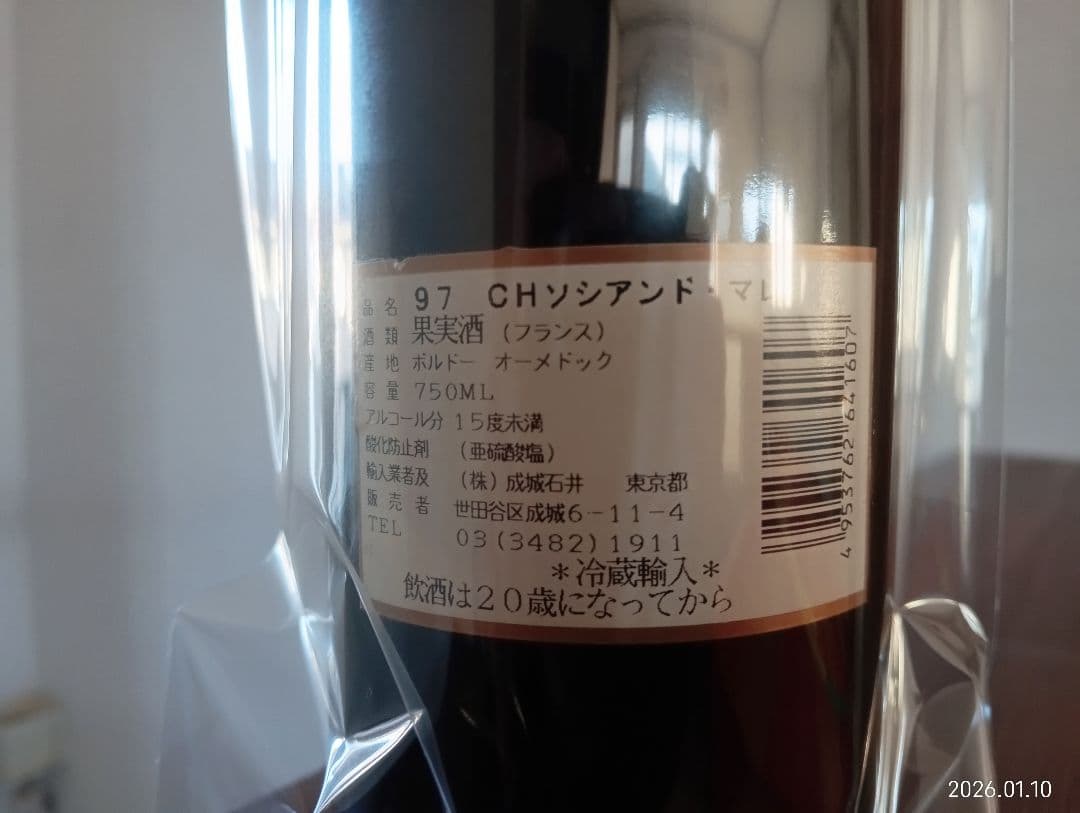 品名 97 CHソシアンド・マレ
酒類 果実酒 (フランス)
産地 ボルドー オーメドック
容量 750ML
アルコール分 15度未満
酸化防止剤 (亜硫酸塩)
輸入業者及 (株)成城石井 東京都
販売者 世田谷区成城6-11-4
TEL 03(3482)1911
*冷蔵輸入*
飲酒は20歳になってから
4 953762 641607
2026.01.10